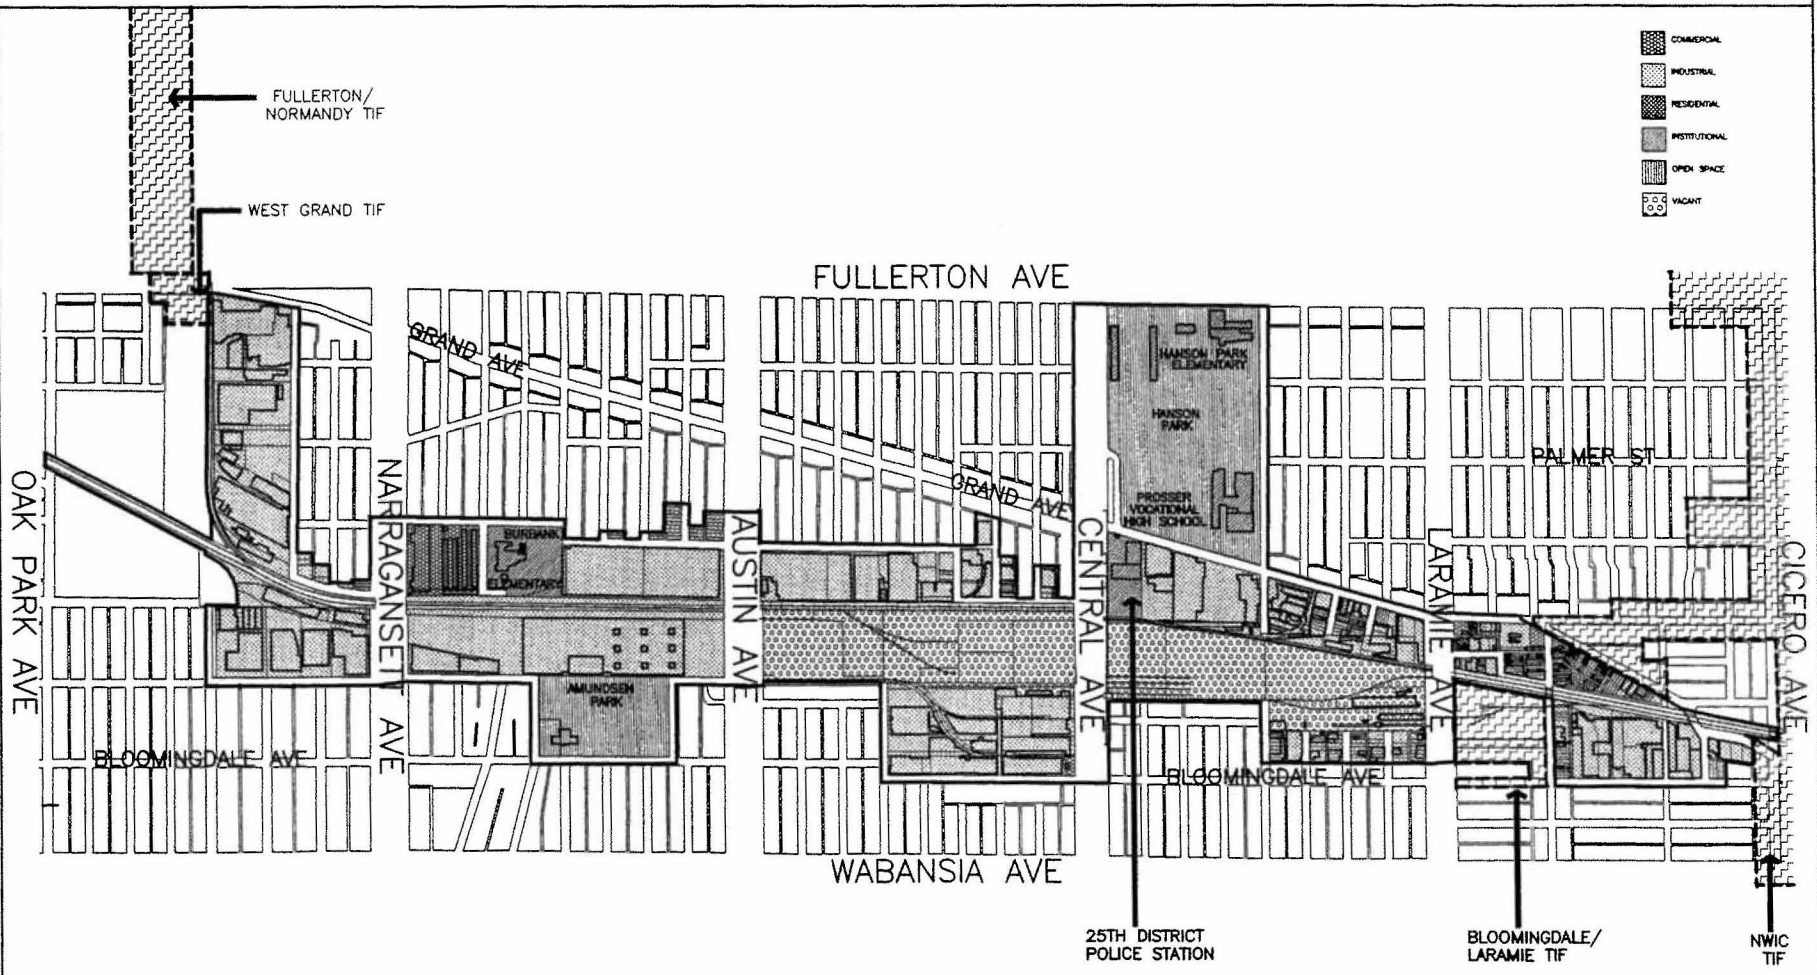 COMMERCIAL
INDUSTRIAL
RESIDENTIAL
INSTITUTIONAL
OPEN SPACE
VACANT
FULLERTON/
NORMANDY TIF
WEST GRAND TIF
FULLERTON AVE
GRAND AVE
HANSON PARK
ELEMENTARY
HANSON
PARK
PALMER ST
GRAND AVE
PROSSER
VOCATIONAL
HIGH SCHOOL
OAK PARK AVE
NARRAGANSETT AVE
BURBANK
ELEMENTARY
AUSTIN AVE
CENTRAL AVE
LARAMIE AVE
CICERO AVE
AMUNDSEN
PARK
BLOOMINGDALE AVE
BLOOMINGDALE AVE
WABANSIA AVE
25TH DISTRICT
POLICE STATION
BLOOMINGDALE/
LARAMIE TIF
NWIC
TIF